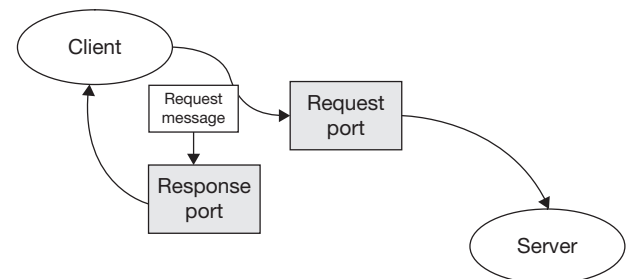 Client
Request
message
Request
port
Response
port
Server